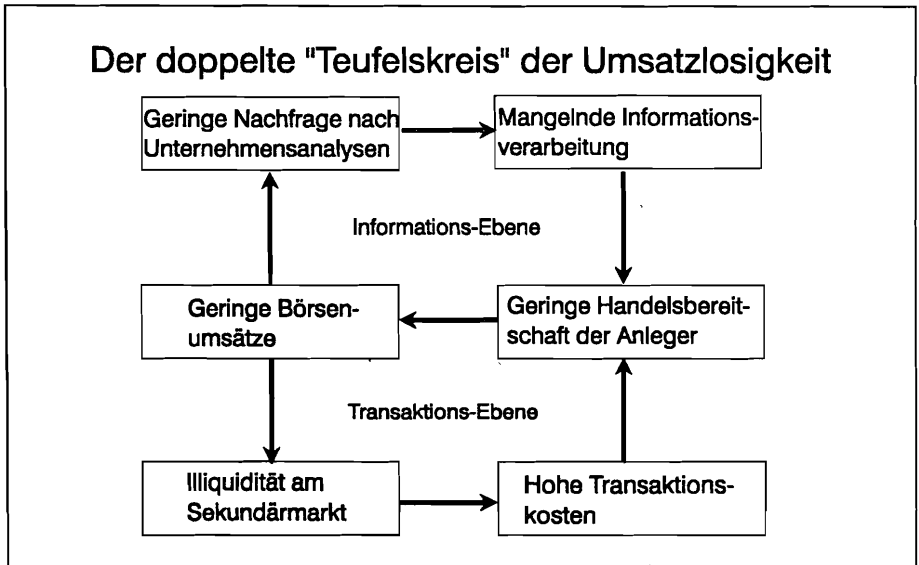 Der doppelte "Teufelskreis" der Umsatzlosigkeit
Geringe Nachfrage nach
Unternehmensanalysen
Mangelnde Informations-
verarbeitung
Informations-Ebene
Geringe Börsen-
umsätze
Geringe Handelsbereit-
schaft der Anleger
Transaktions-Ebene
Illiquidität am
Sekundärmarkt
Hohe Transaktions-
kosten